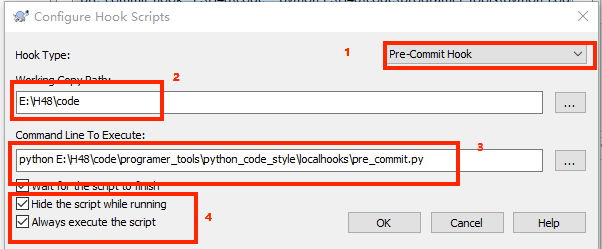 Configure Hook Scripts
Hook Type:
1
Pre-Commit Hook
Working Copy Path:
2
E:\H48\code
...
Command Line To Execute:
3
python E:\H48\code\programer_tools\python_code_style\localhooks\pre_commit.py
...
Wait for the script to finish
Hide the script while running
Always execute the script
4
OK
Cancel
Help